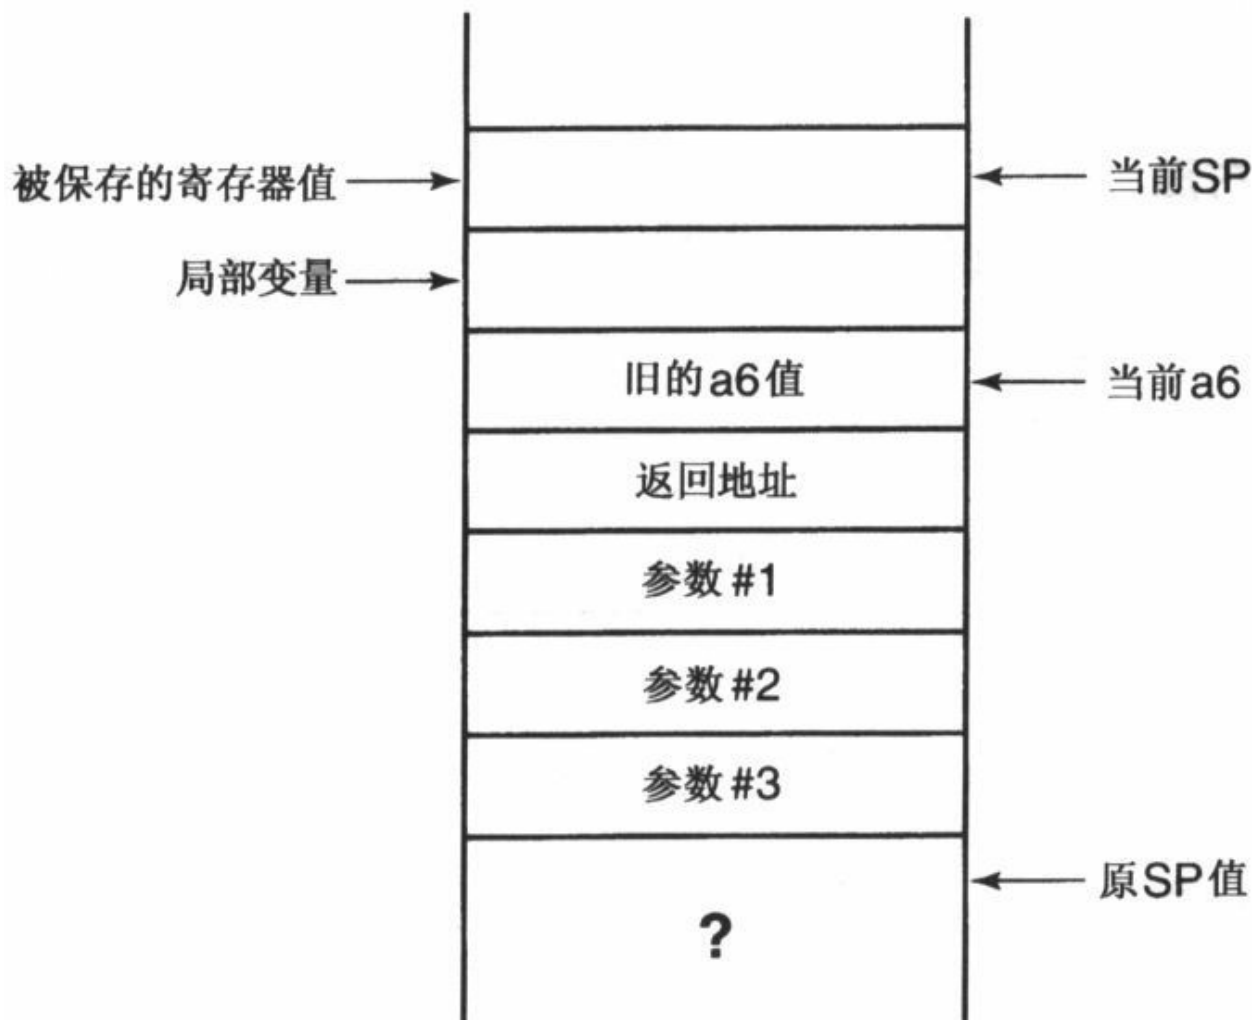 被保存的寄存器值
当前SP
局部变量
旧的a6值
当前a6
返回地址
参数 #1
参数 #2
参数 #3
原SP值
?